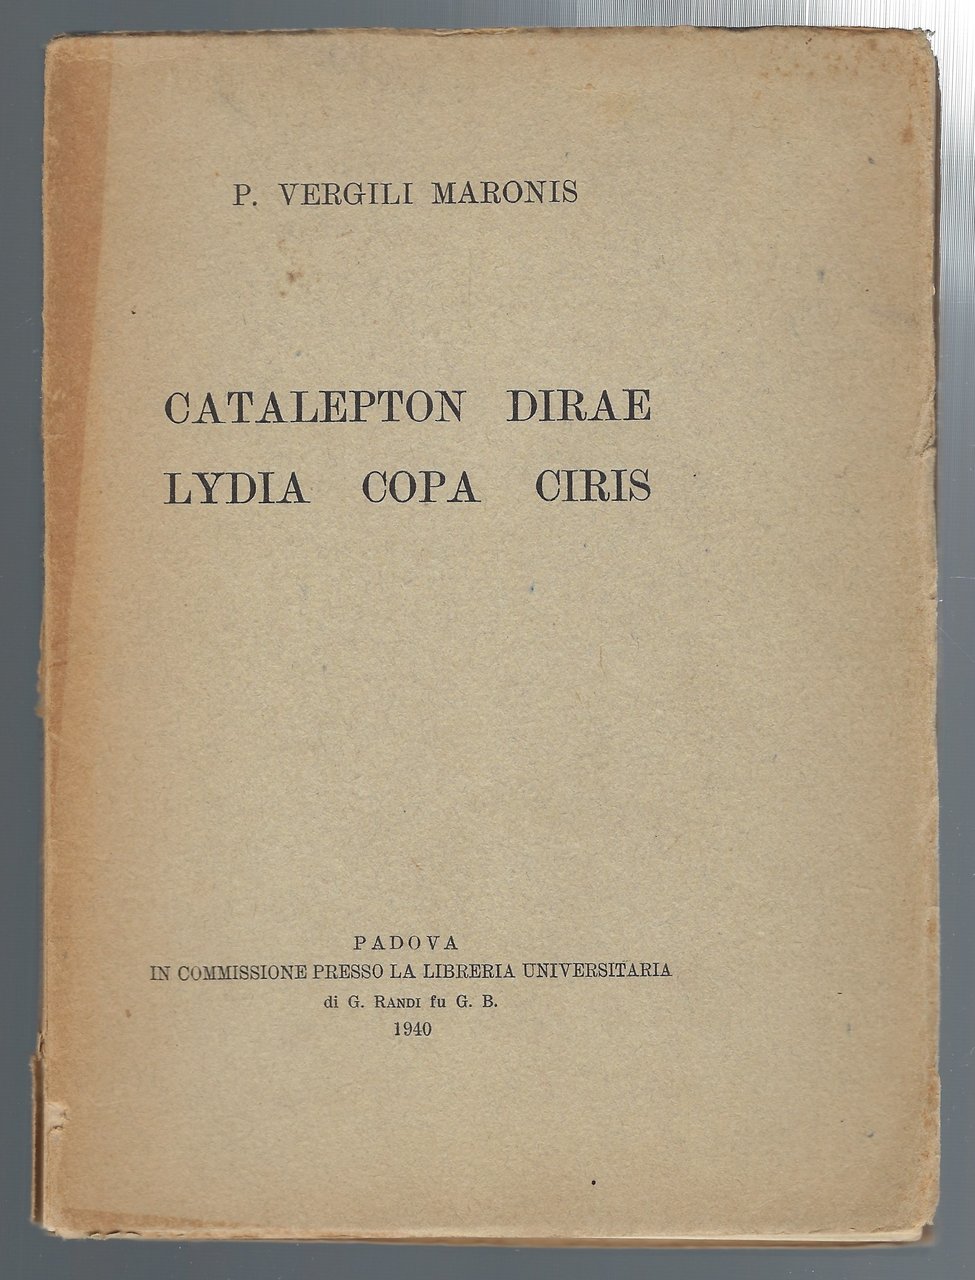 P. VERGILI MARONIS
CATALEPTON DIRAE
LYDIA COPA CIRIS
PADOVA
IN COMMISSIONE PRESSO LA LIBRERIA UNIVERSITARIA
di G. RANDI fu G. B.
1940